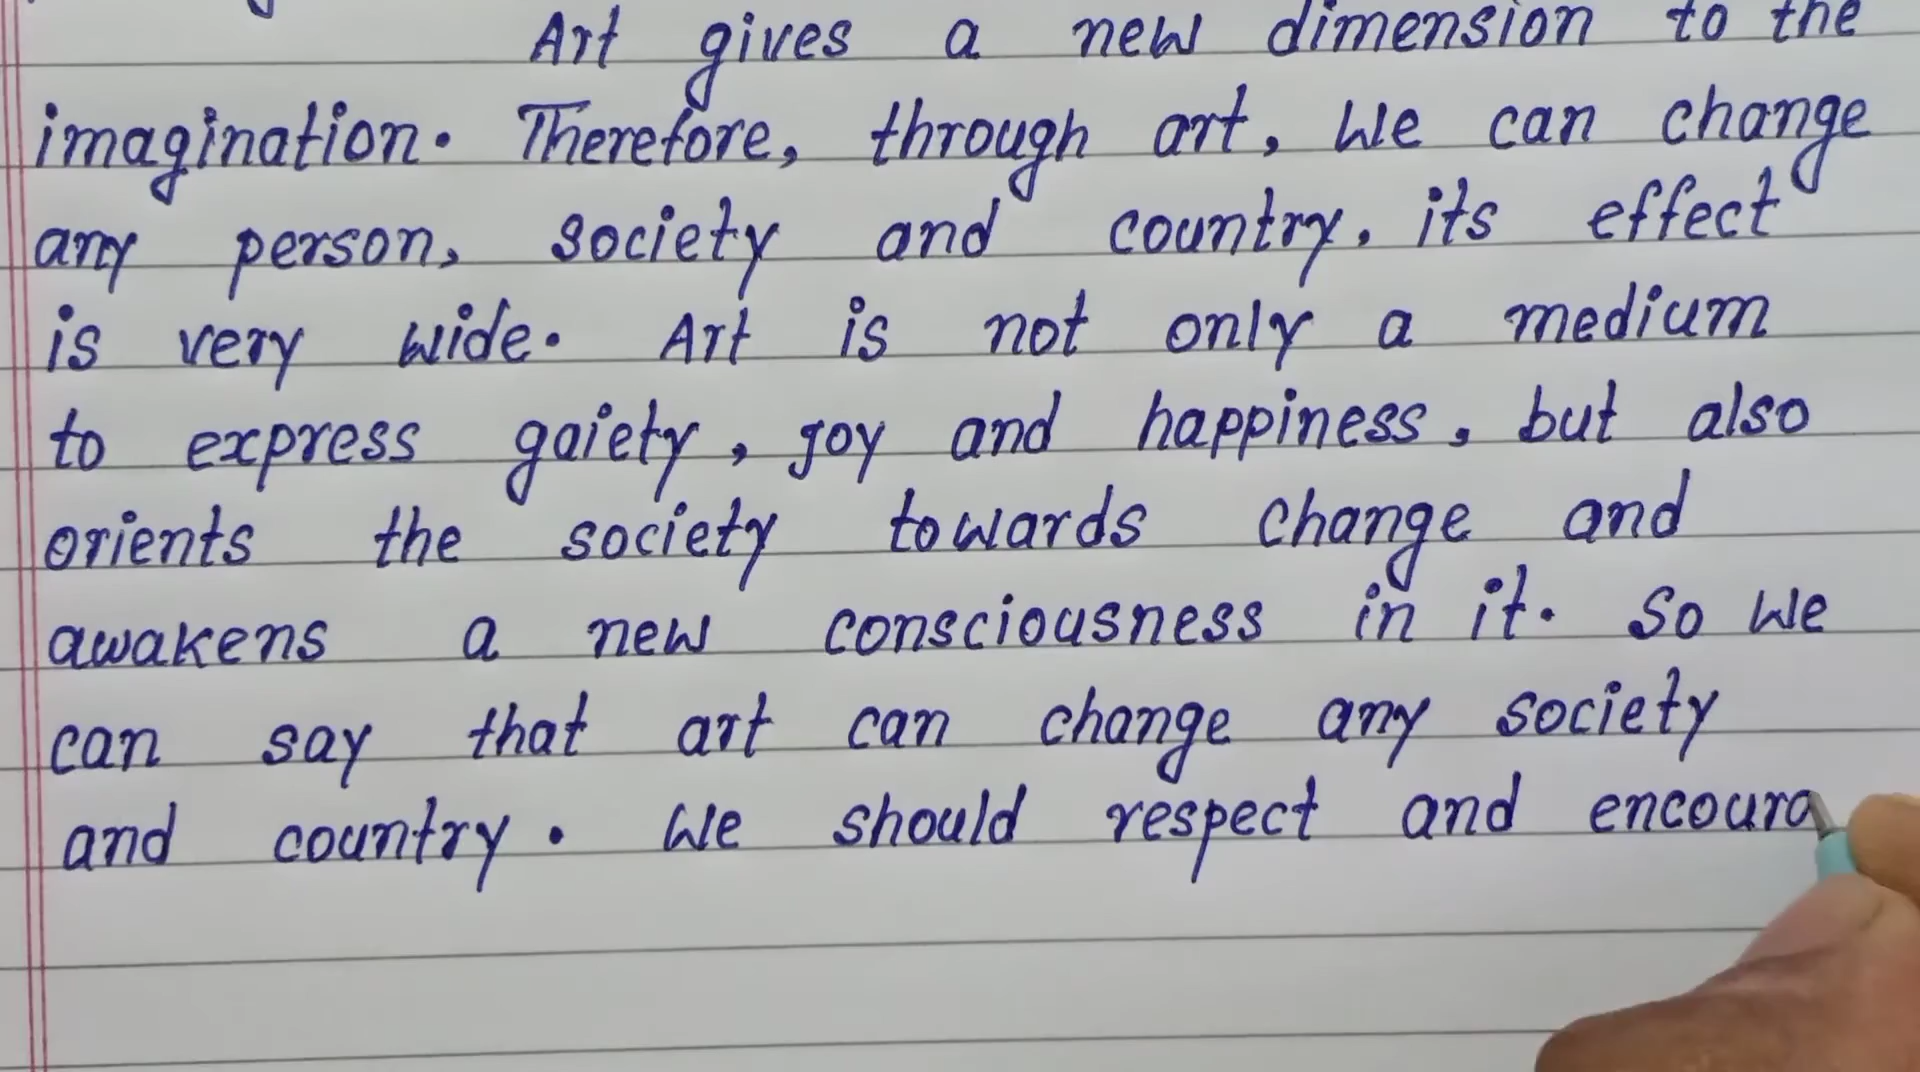 Art gives a new dimension to the
imagination. Therefore, through art, we can change
any person, society and country. its effect
is very wide. Art is not only a medium
to express gaiety, joy and happiness, but also
orients the society towards change and
awakens a new consciousness in it. So we
can say that art can change any society
and country. We should respect and encoura